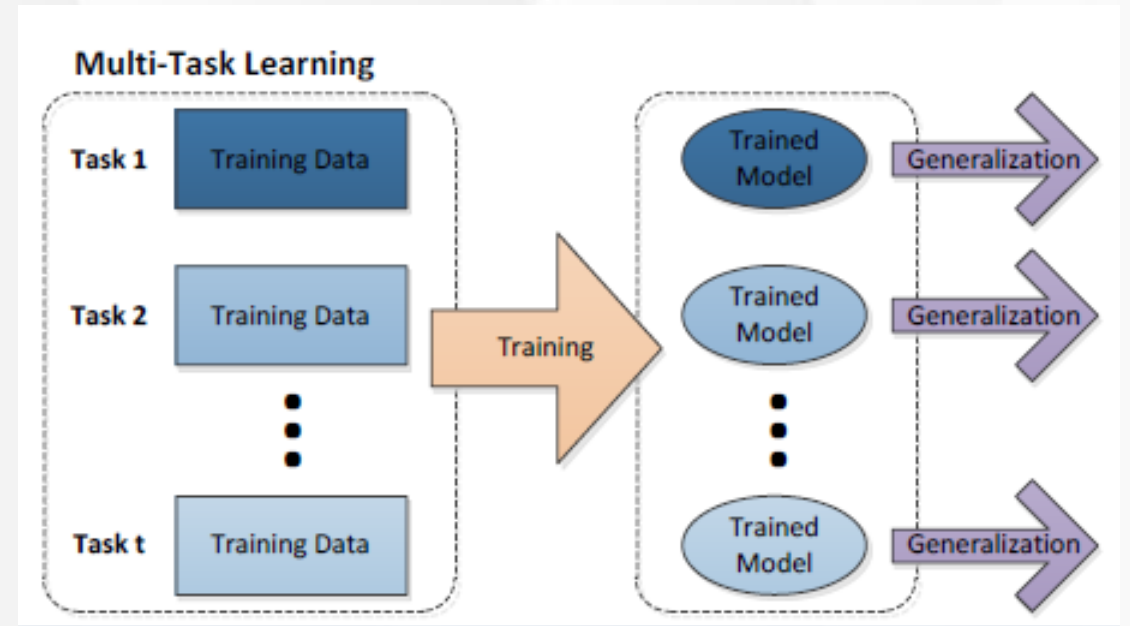 Multi-Task Learning
Task 1
Training Data
Trained
Model
Generalization
Task 2
Training Data
Training
Trained
Model
Generalization
Task t
Training Data
Trained
Model
Generalization